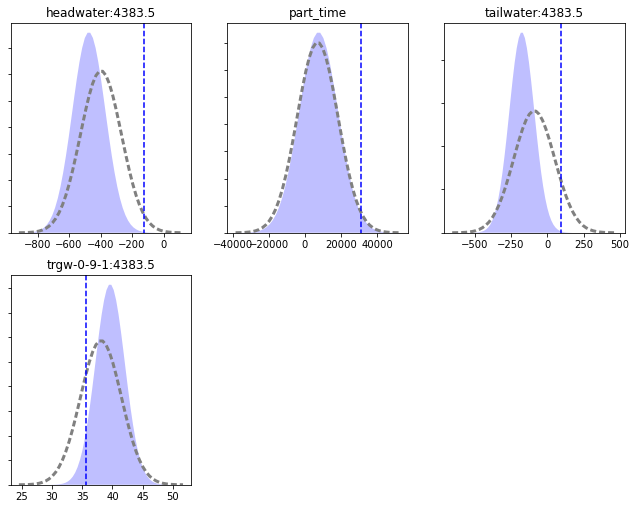 headwater:4383.5 part_time tailwater:4383.5
−800 −600 −400 −200 0 −40000 −20000 0 20000 40000 −500 −250 0 250 500
trgw-0-9-1:4383.5
25 30 35 40 45 50